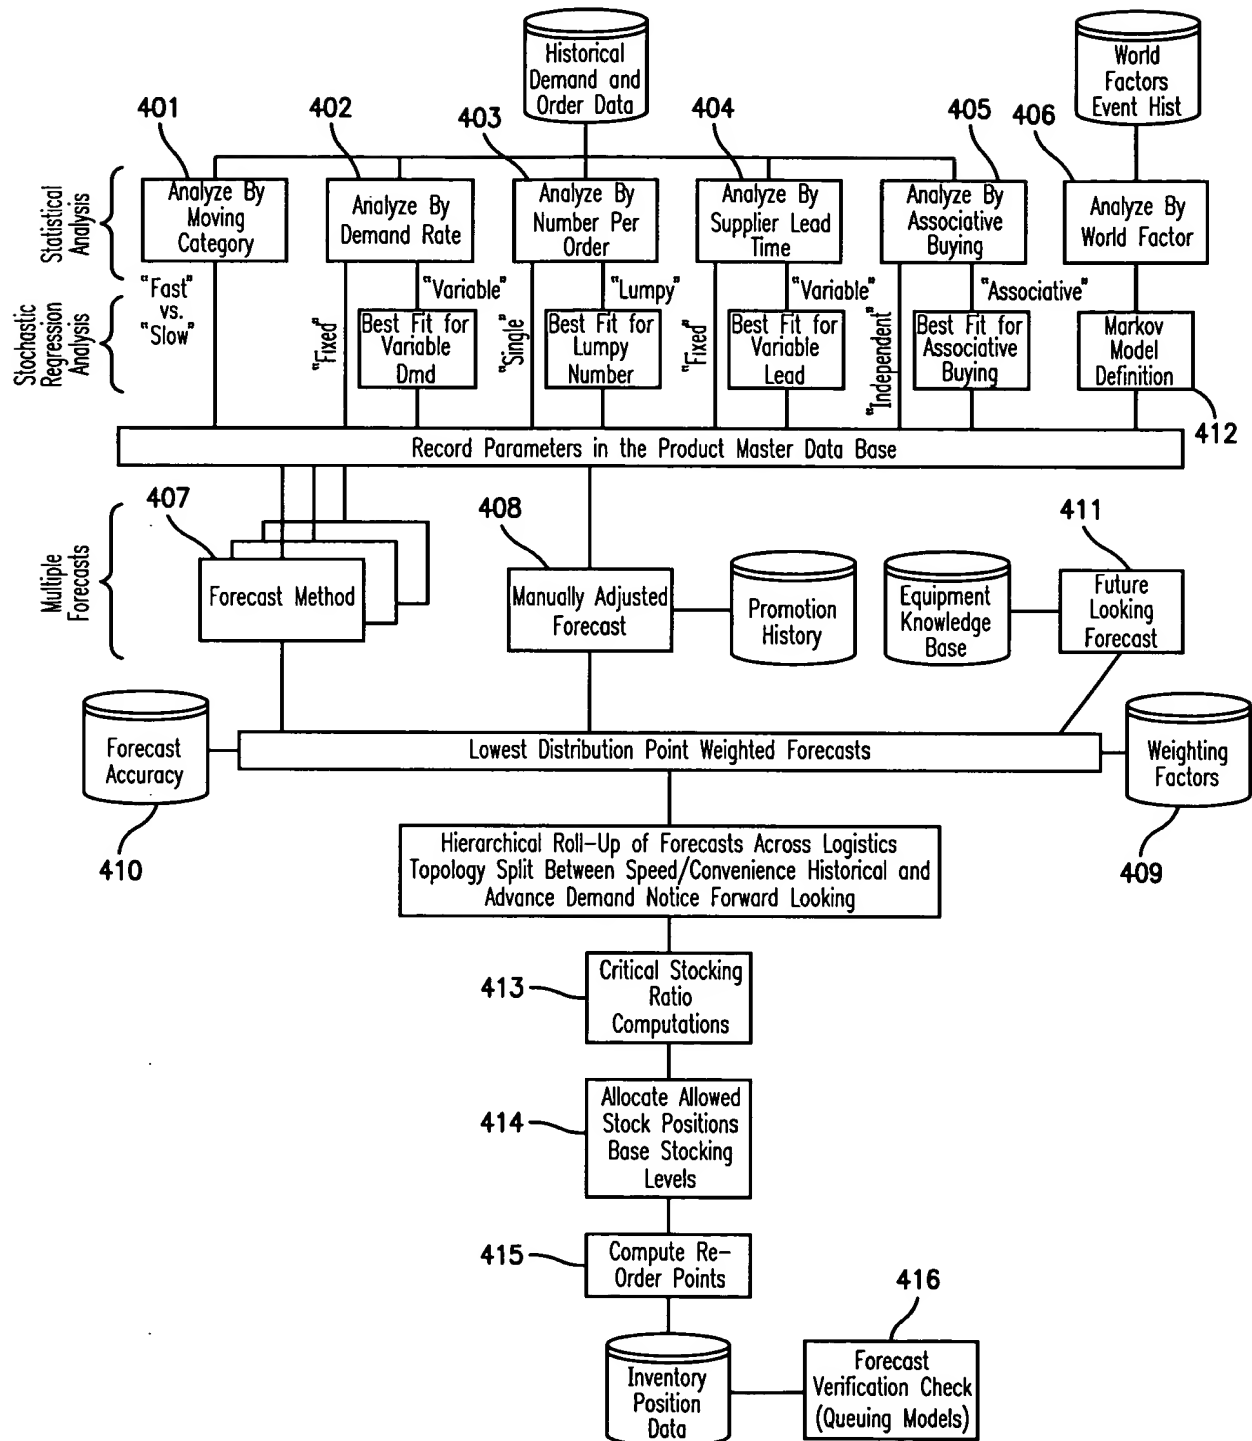 Historical
Demand and
Order Data
World
Factors
Event Hist
401
402
403
404
405
406
Statistical
Analysis
Analyze By
Moving
Category
Analyze By
Demand Rate
Analyze By
Number Per
Order
Analyze By
Supplier Lead
Time
Analyze By
Associative
Buying
Analyze By
World Factor
Stochastic
Regression
Analysis
"Fast"
vs.
"Slow"
"Fixed"
"Variable"
Best Fit for
Variable
Dmd
"Single"
"Lumpy"
Best Fit for
Lumpy
Number
"Fixed"
"Variable"
Best Fit for
Variable
Lead
"Independent"
"Associative"
Best Fit for
Associative
Buying
Markov
Model
Definition
412
Record Parameters in the Product Master Data Base
Multiple
Forecasts
407
Forecast Method
408
Manually Adjusted
Forecast
Promotion
History
Equipment
Knowledge
Base
411
Future
Looking
Forecast
Forecast
Accuracy
410
Lowest Distribution Point Weighted Forecasts
Weighting
Factors
409
Hierarchical Roll-Up of Forecasts Across Logistics
Topology Split Between Speed/Convenience Historical and
Advance Demand Notice Forward Looking
413
Critical Stocking
Ratio
Computations
414
Allocate Allowed
Stock Positions
Base Stocking
Levels
415
Compute Re-
Order Points
416
Inventory
Position
Data
Forecast
Verification Check
(Queuing Models)